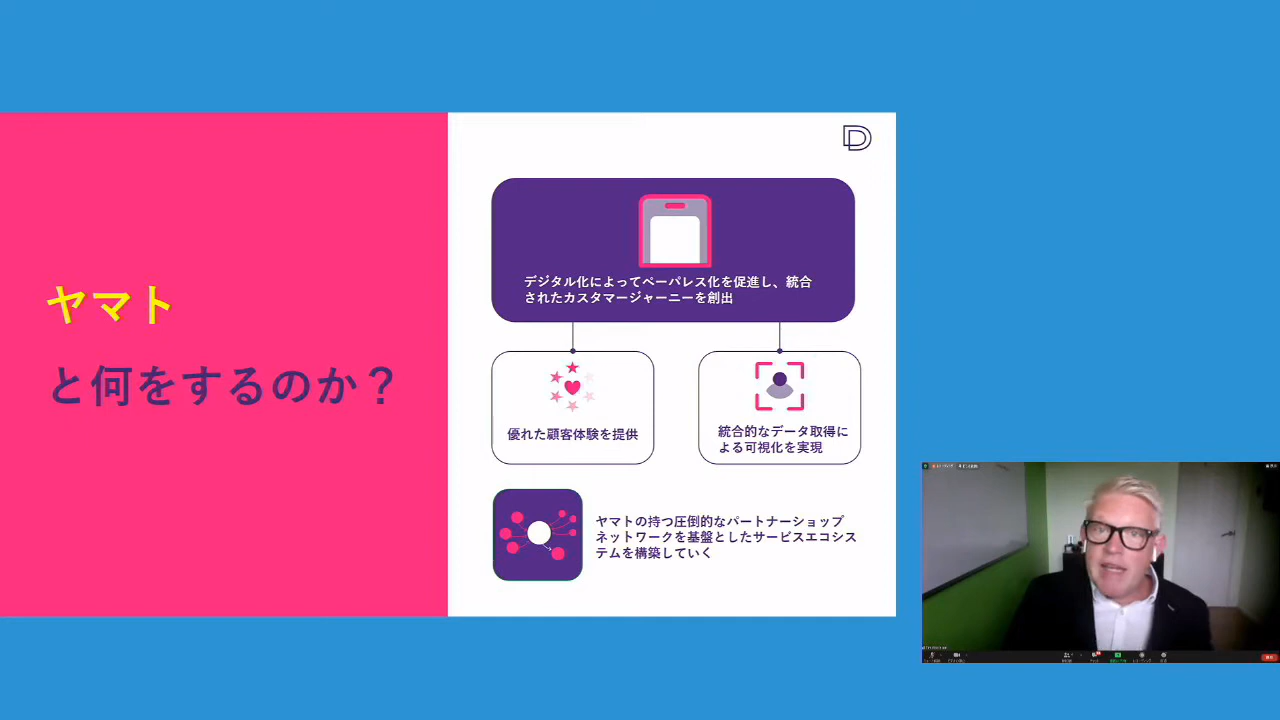 ヤマト
と何をするのか？
デジタル化によってペーパレス化を促進し、統合
されたカスタマージャーニーを創出
優れた顧客体験を提供
統合的なデータ取得に
よる可視化を実現
ヤマトの持つ圧倒的なパートナーショップ
ネットワークを基盤としたサービスエコシス
テムを構築していく